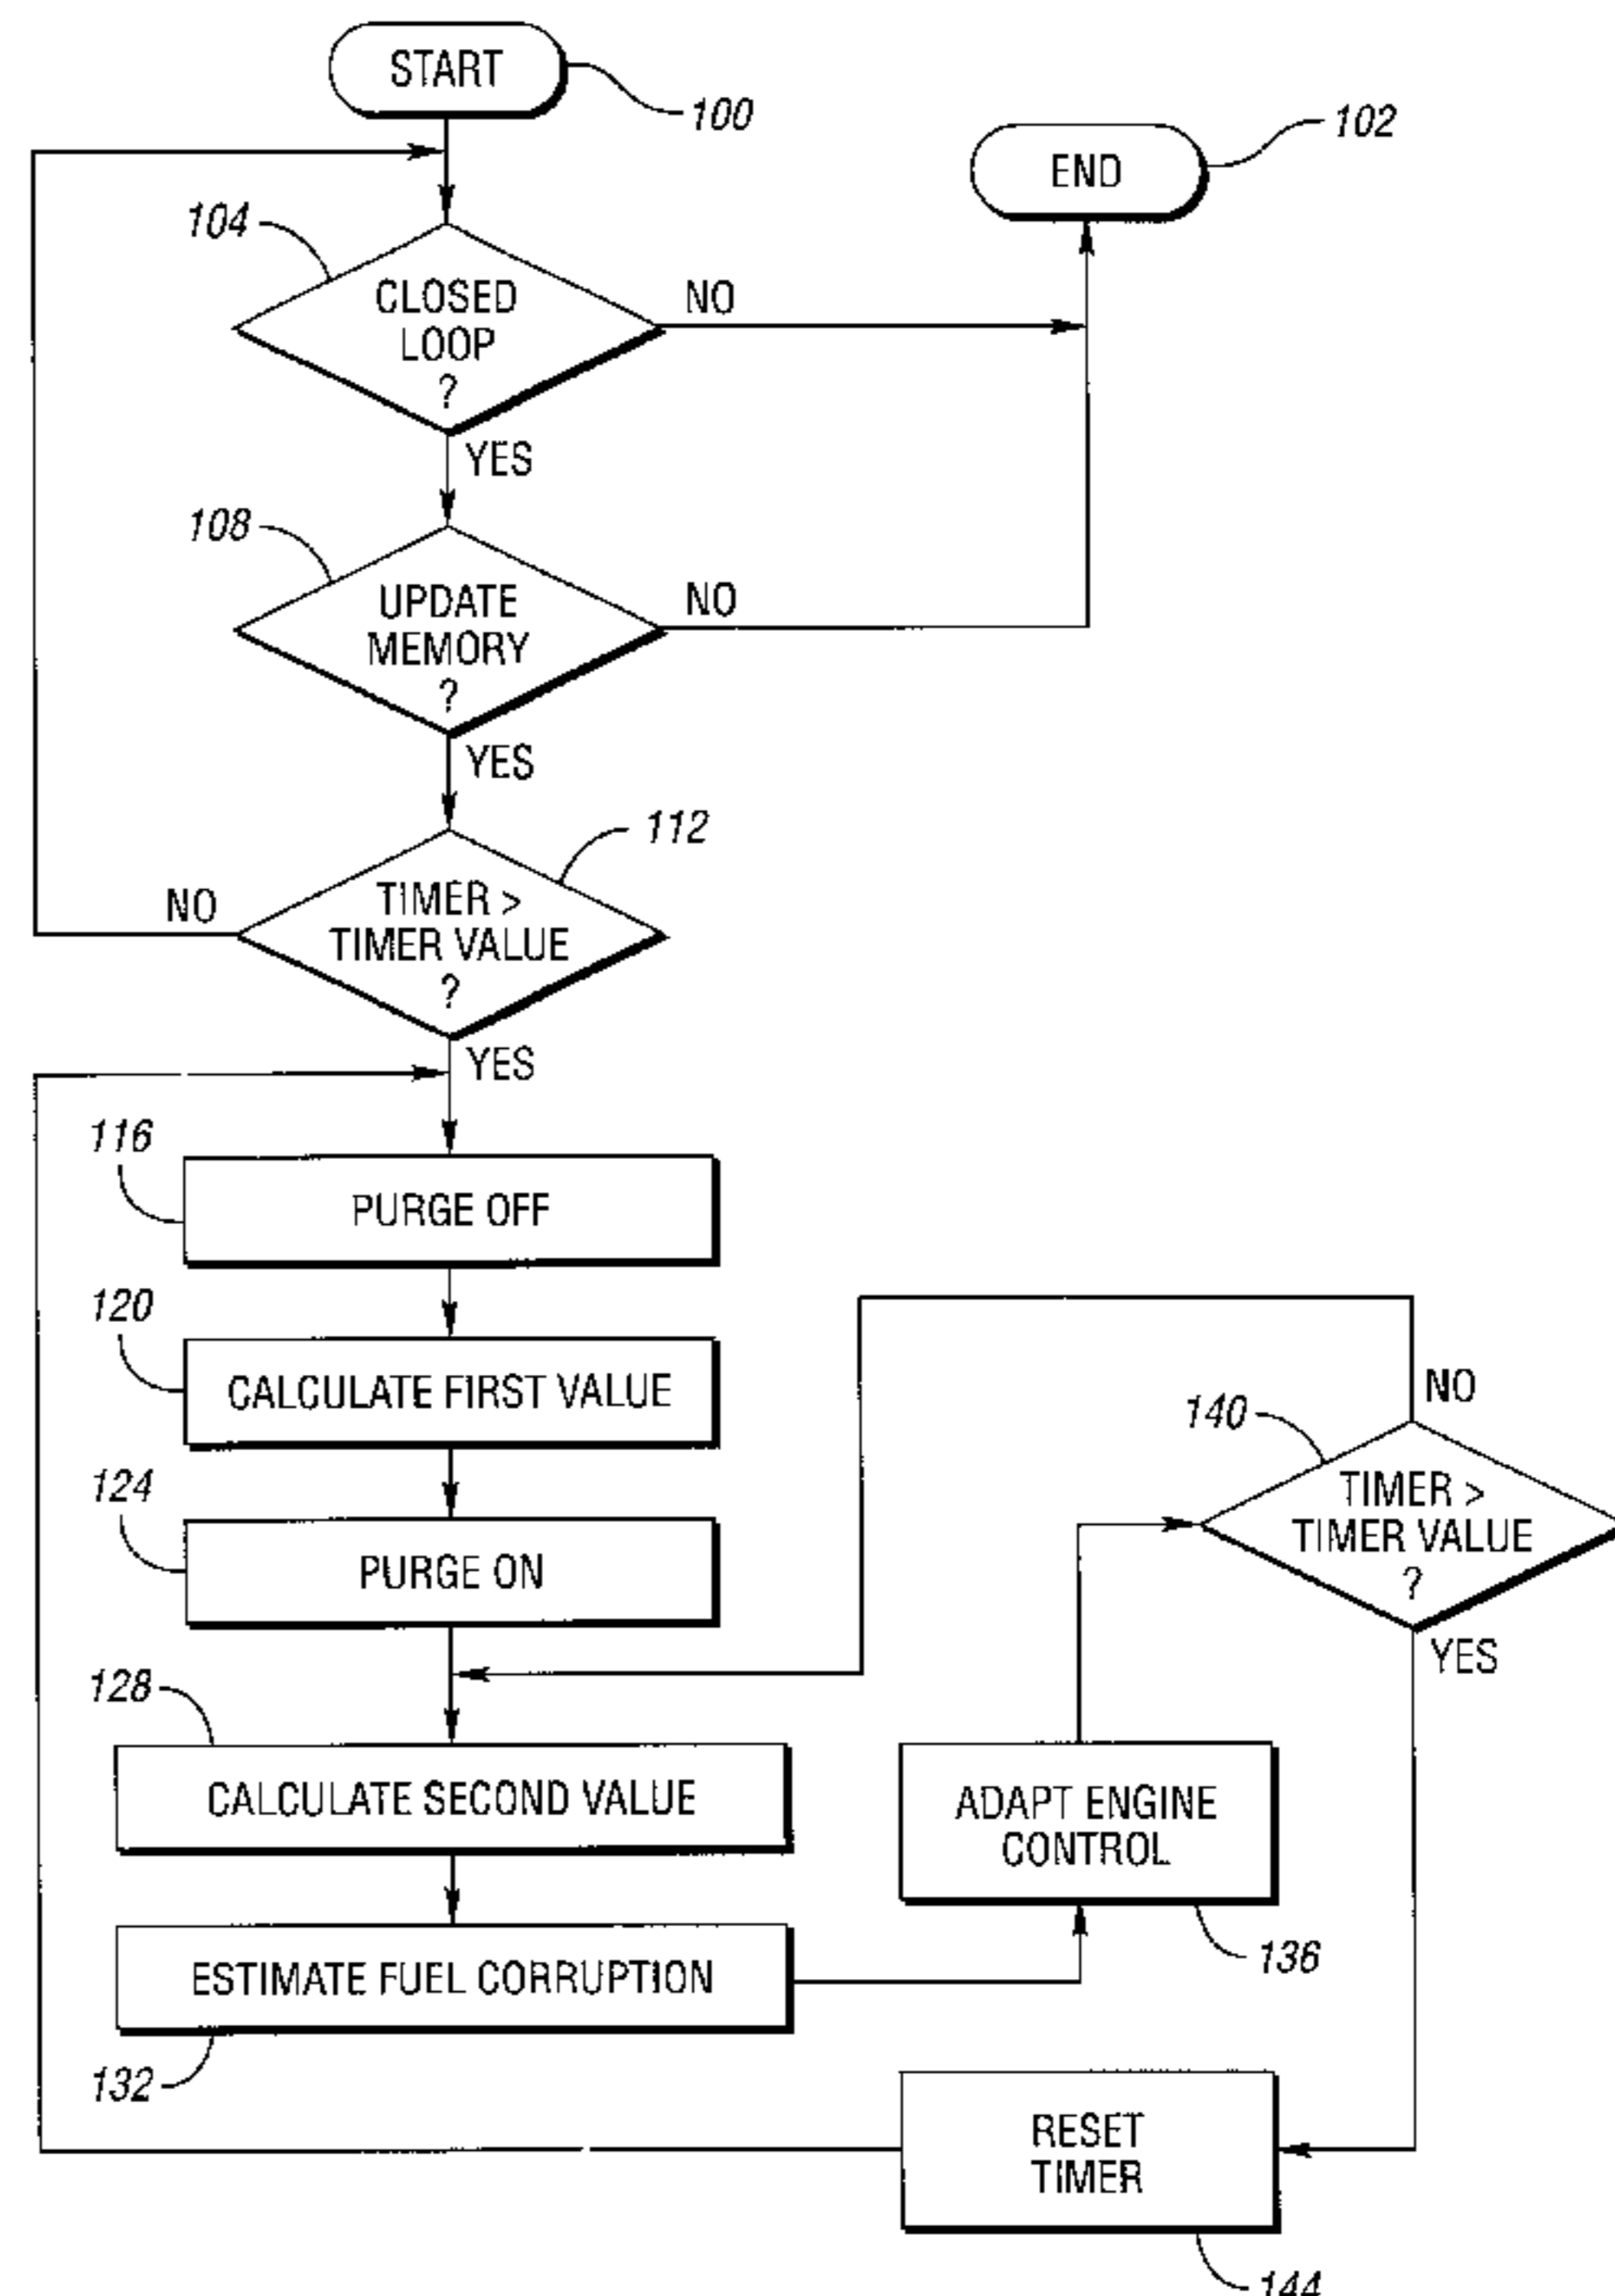 START
100
END
102
104
CLOSED
LOOP
?
NO
YES
108
UPDATE
MEMORY
?
NO
YES
112
TIMER >
TIMER VALUE
?
NO
YES
116
PURGE OFF
120
CALCULATE FIRST VALUE
124
PURGE ON
128
CALCULATE SECOND VALUE
132
ESTIMATE FUEL CORRUPTION
136
ADAPT ENGINE
CONTROL
140
TIMER >
TIMER VALUE
?
NO
YES
RESET
TIMER
144